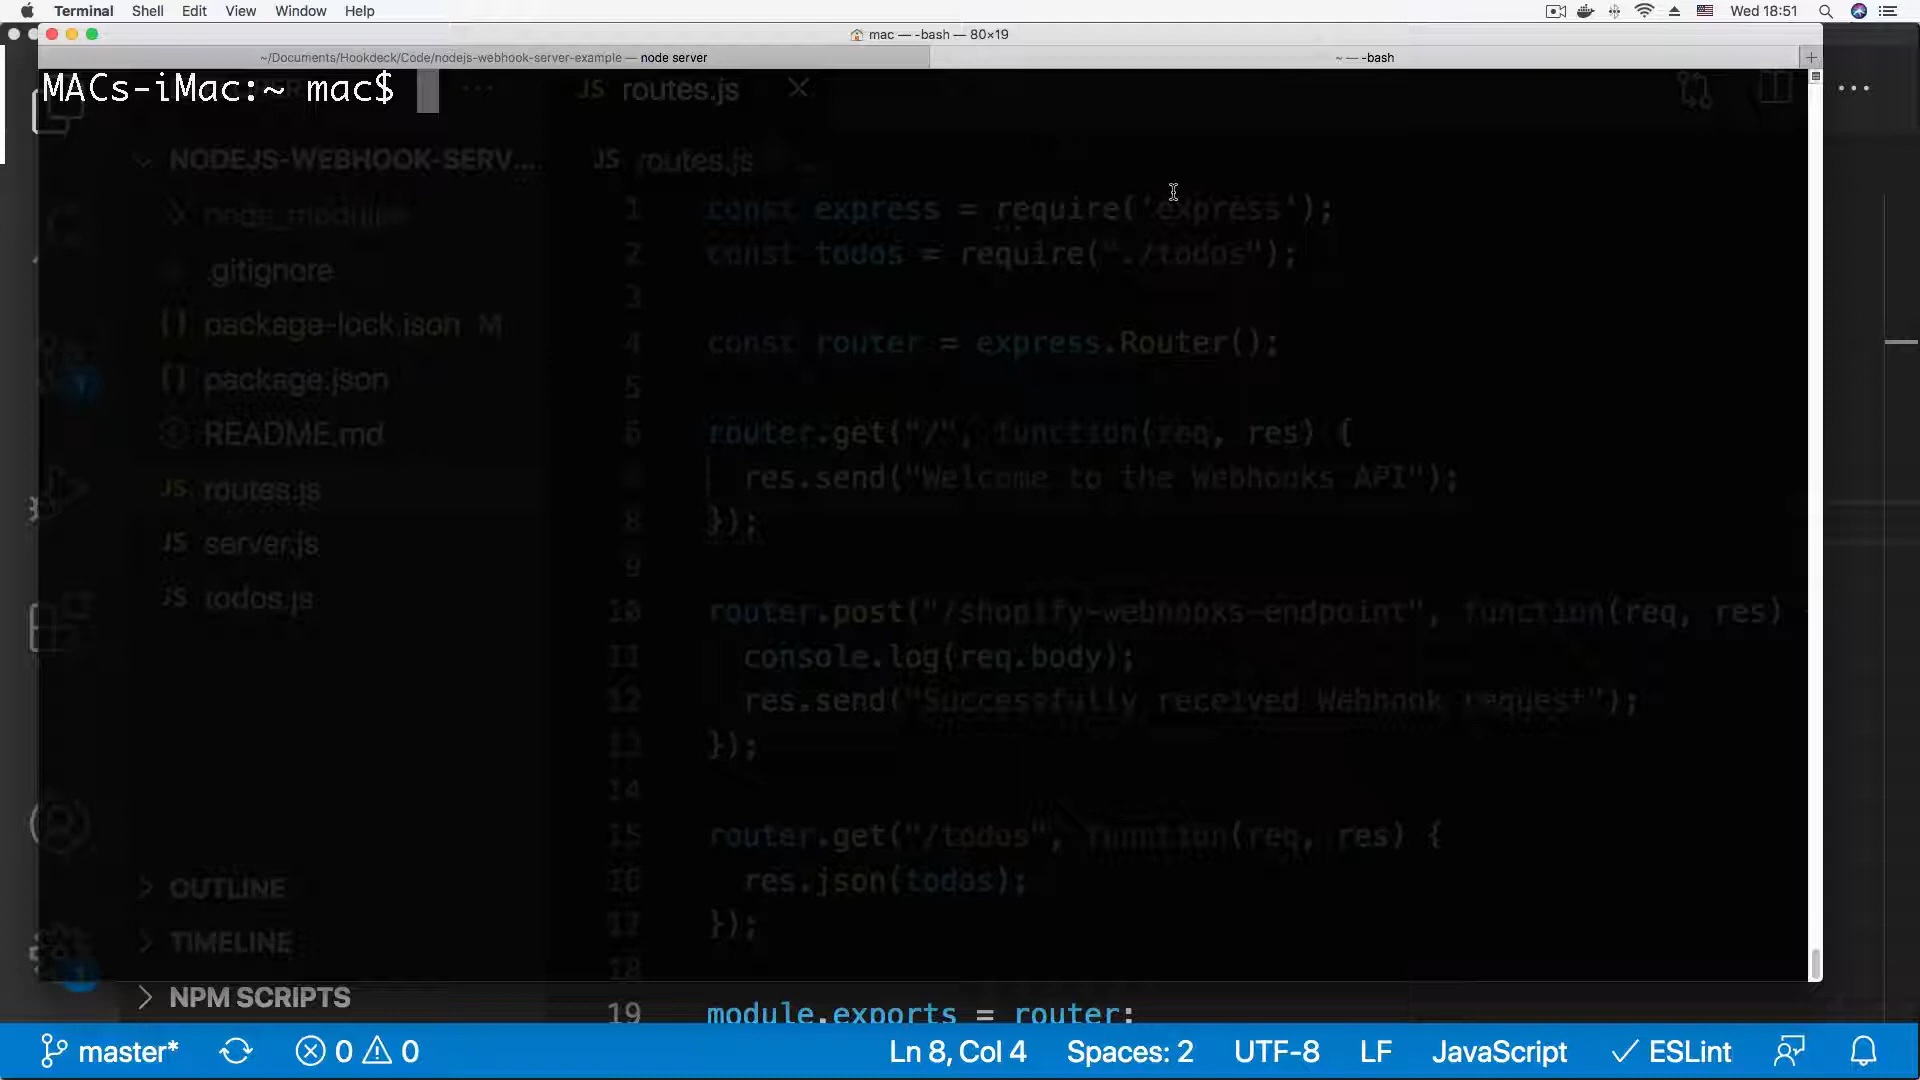 Terminal Shell Edit View Window Help Wed 18:51
mac — -bash — 80×19
~/Documents/Hookdeck/Code/nodejs-webhook-server-example — node server
~ — -bash
MACs-iMac:~ mac$
JS routes.js
NODEJS-WEBHOOK-SERV...
JS routes.js
node_modules
.gitignore
package-lock.json M
package.json
README.md
JS routes.js
JS server.js
JS todos.js
OUTLINE
TIMELINE
NPM SCRIPTS
1 const express = require('express');
2 const todos = require("./todos");
3
4 const router = express.Router();
5
6 router.get("/", function(req, res) {
res.send("Welcome to the Webhooks API");
8 });
9
10 router.post("/shopify-webhooks-endpoint", function(req, res)
11 console.log(req.body);
12 res.send("Successfully received Webhook request");
13 });
14
15 router.get("/todos", function(req, res) {
16 res.json(todos);
17 });
18
19 module.exports = router;
master* 0 0 Ln 8, Col 4 Spaces: 2 UTF-8 LF JavaScript ESLint